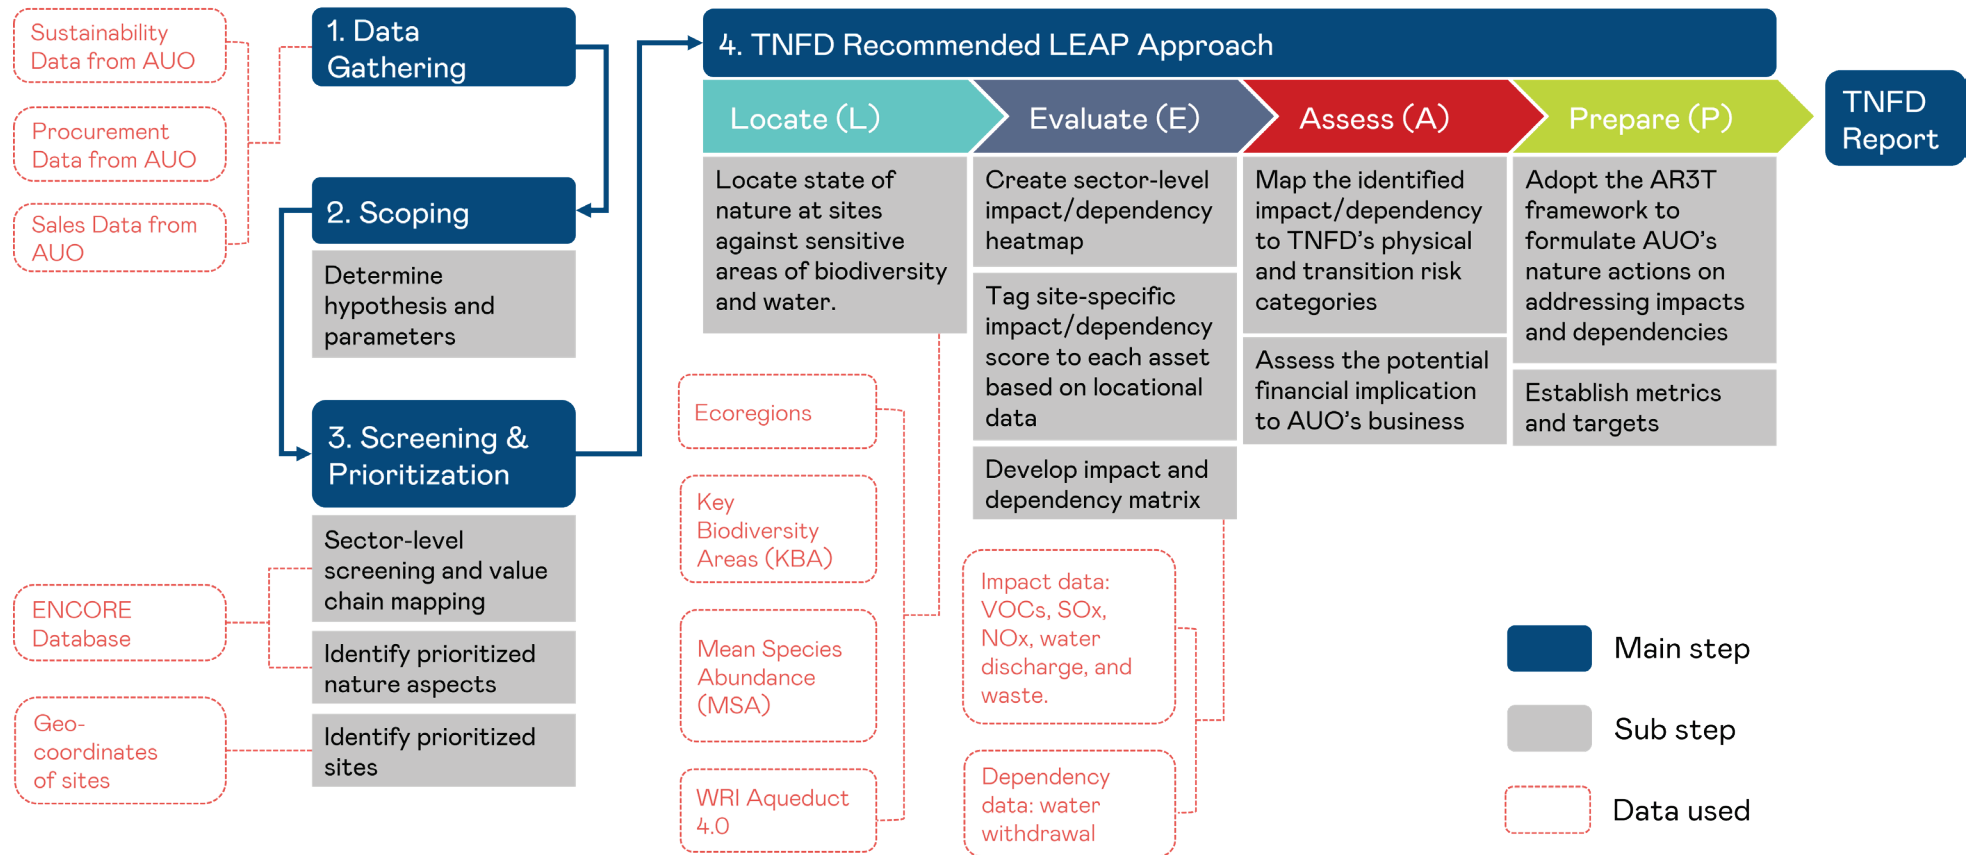 Sustainability
Data from AUO
Procurement
Data from AUO
Sales Data from
AUO
1. Data
Gathering
2. Scoping
Determine
hypothesis and
parameters
3. Screening &
Prioritization
Sector-level
screening and value
chain mapping
Identify prioritized
nature aspects
Identify prioritized
sites
ENCORE
Database
Geo-
coordinates
of sites
4. TNFD Recommended LEAP Approach
Locate (L)
Locate state of
nature at sites
against sensitive
areas of biodiversity
and water.
Ecoregions
Key
Biodiversity
Areas (KBA)
Mean Species
Abundance
(MSA)
WRI Aqueduct
4.0
Evaluate (E)
Create sector-level
impact/dependency
heatmap
Tag site-specific
impact/dependency
score to each asset
based on locational
data
Develop impact and
dependency matrix
Impact data:
VOCs, SOx,
NOx, water
discharge, and
waste.
Dependency
data: water
withdrawal
Assess (A)
Map the identified
impact/dependency
to TNFD's physical
and transition risk
categories
Assess the potential
financial implication
to AUO's business
Prepare (P)
Adopt the AR3T
framework to
formulate AUO's
nature actions on
addressing impacts
and dependencies
Establish metrics
and targets
TNFD
Report
Main step
Sub step
Data used